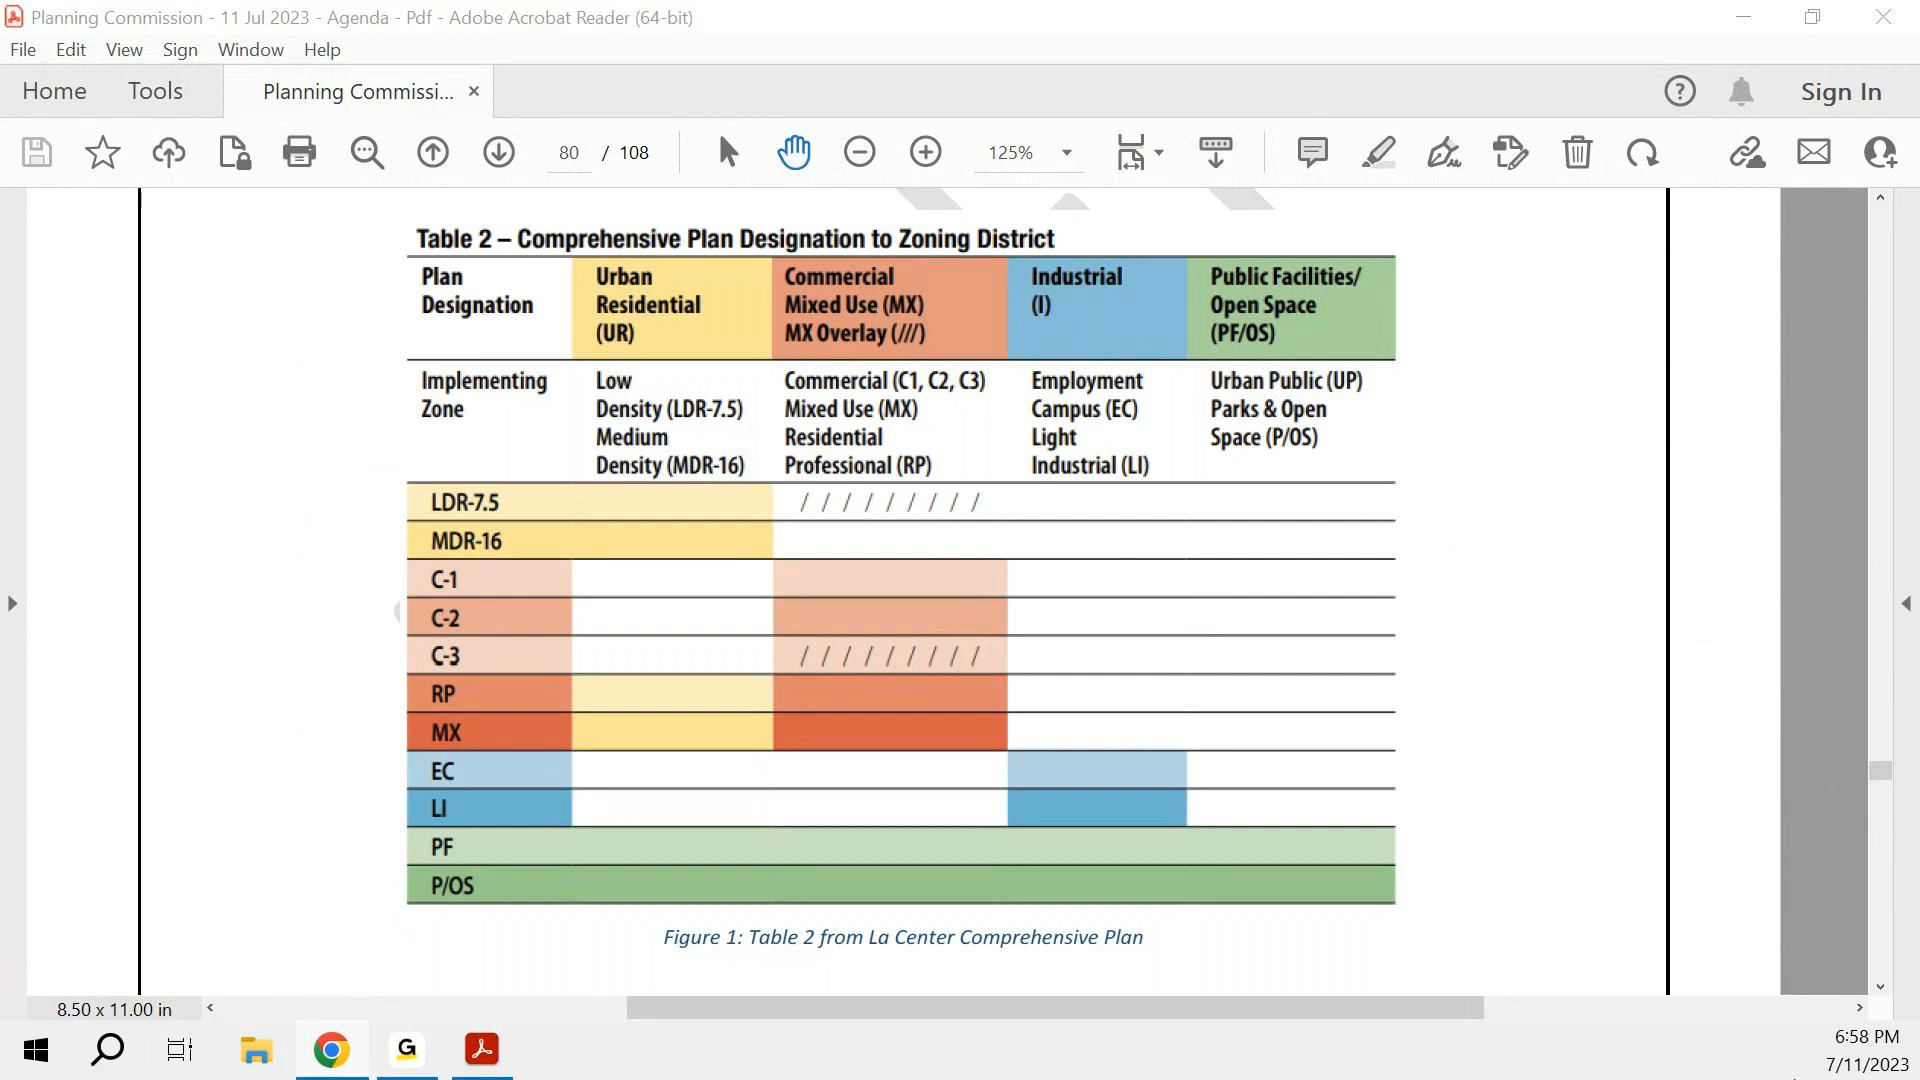 Planning Commission - 11 Jul 2023 - Agenda - Pdf - Adobe Acrobat Reader (64-bit)
File Edit View Sign Window Help
Home Tools Planning Commissi... × Sign In
80 / 108 125%
Table 2 – Comprehensive Plan Designation to Zoning District
Plan
Designation
Urban
Residential
(UR)
Commercial
Mixed Use (MX)
MX Overlay (///)
Industrial
(I)
Public Facilities/
Open Space
(PF/OS)
Implementing
Zone
Low
Density (LDR-7.5)
Medium
Density (MDR-16)
Commercial (C1, C2, C3)
Mixed Use (MX)
Residential
Professional (RP)
Employment
Campus (EC)
Light
Industrial (LI)
Urban Public (UP)
Parks & Open
Space (P/OS)
LDR-7.5 / / / / / / / / /
MDR-16
C-1
C-2
C-3 / / / / / / / / /
RP
MX
EC
LI
PF
P/OS
Figure 1: Table 2 from La Center Comprehensive Plan
8.50 x 11.00 in
G
6:58 PM
7/11/2023